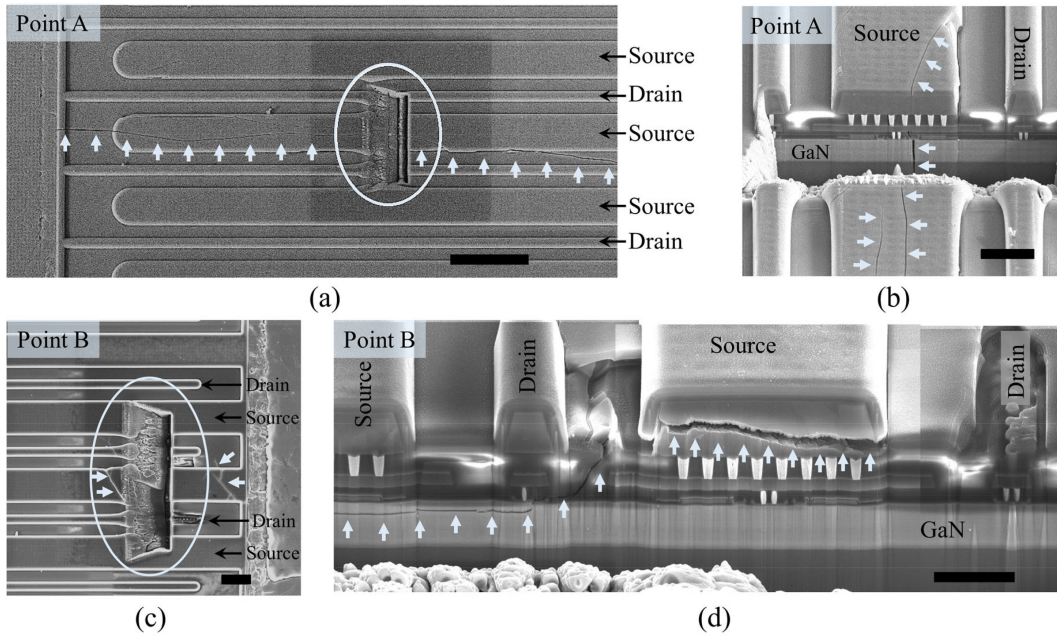 Point A
Source
Drain
Source
Source
Drain
(a)
Point A
Source
Drain
GaN
(b)
Point B
Drain
Source
Drain
Source
(c)
Point B
Source
Drain
Source
Drain
GaN
(d)